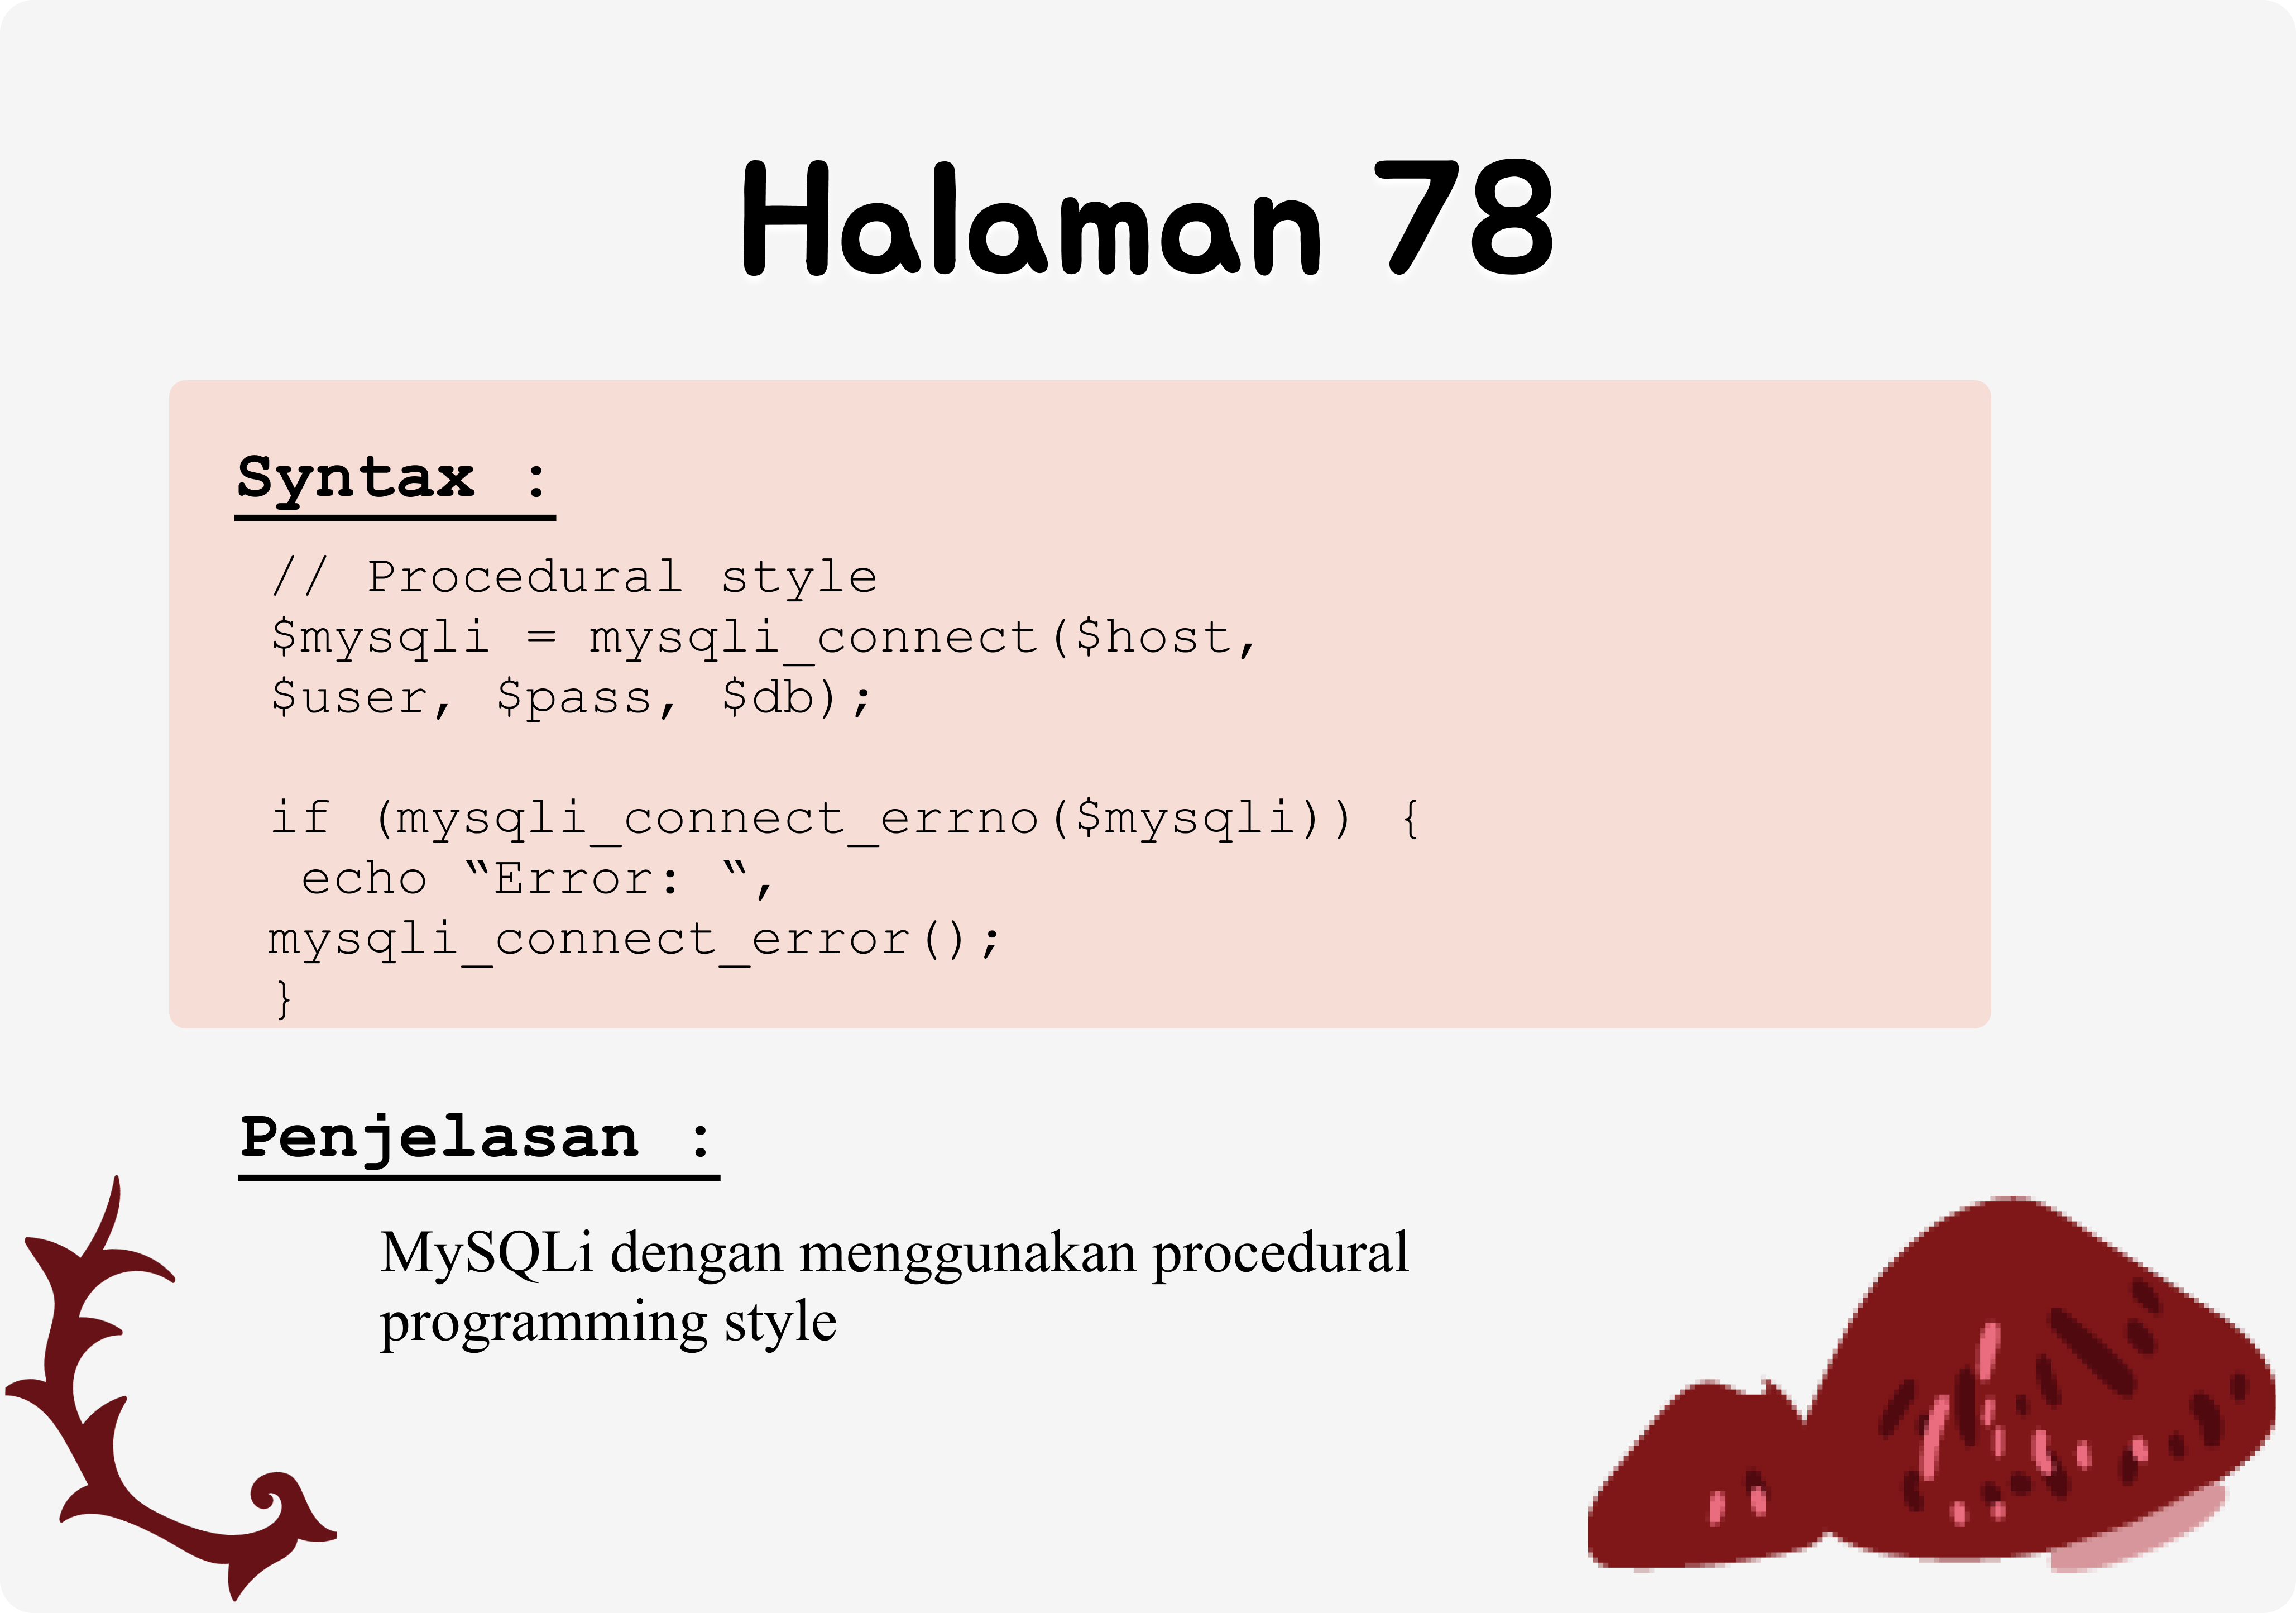 Halaman 78
Syntax :
// Procedural style
$mysqli = mysqli_connect($host,
$user, $pass, $db);
if (mysqli_connect_errno($mysqli)) {
echo “Error: “,
mysqli_connect_error();
}
Penjelasan :
MySQLi dengan menggunakan procedural
programming style